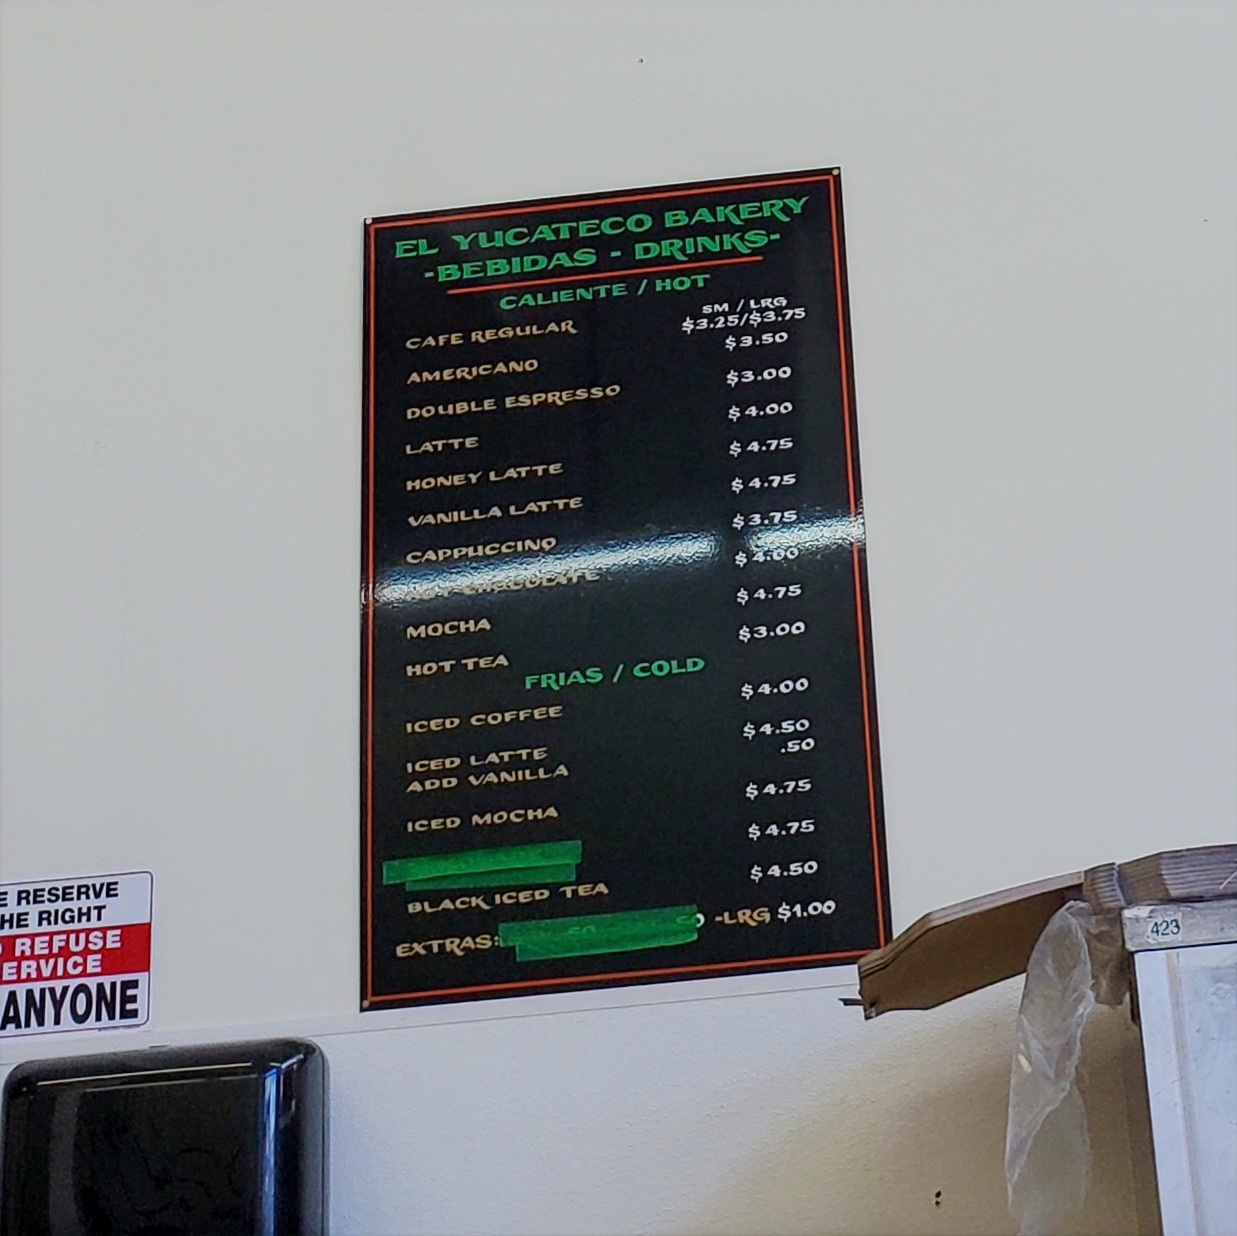 EL YUCATECO BAKERY
-BEBIDAS - DRINKS-
CALIENTE / HOT
SM / LRG
CAFE REGULAR $3.25/$3.75
AMERICANO $3.50
DOUBLE ESPRESSO $3.00
LATTE $4.00
HONEY LATTE $4.75
VANILLA LATTE $4.75
CAPPUCCINO $3.75
HOT CHOCOLATE $4.00
MOCHA $4.75
HOT TEA $3.00
FRIAS / COLD
ICED COFFEE $4.00
ICED LATTE $4.50
ADD VANILLA .50
ICED MOCHA $4.75
$4.75
BLACK ICED TEA $4.50
EXTRAS: -LRG $1.00
E RESERVE
HE RIGHT
REFUSE
ERVICE
ANYONE
423